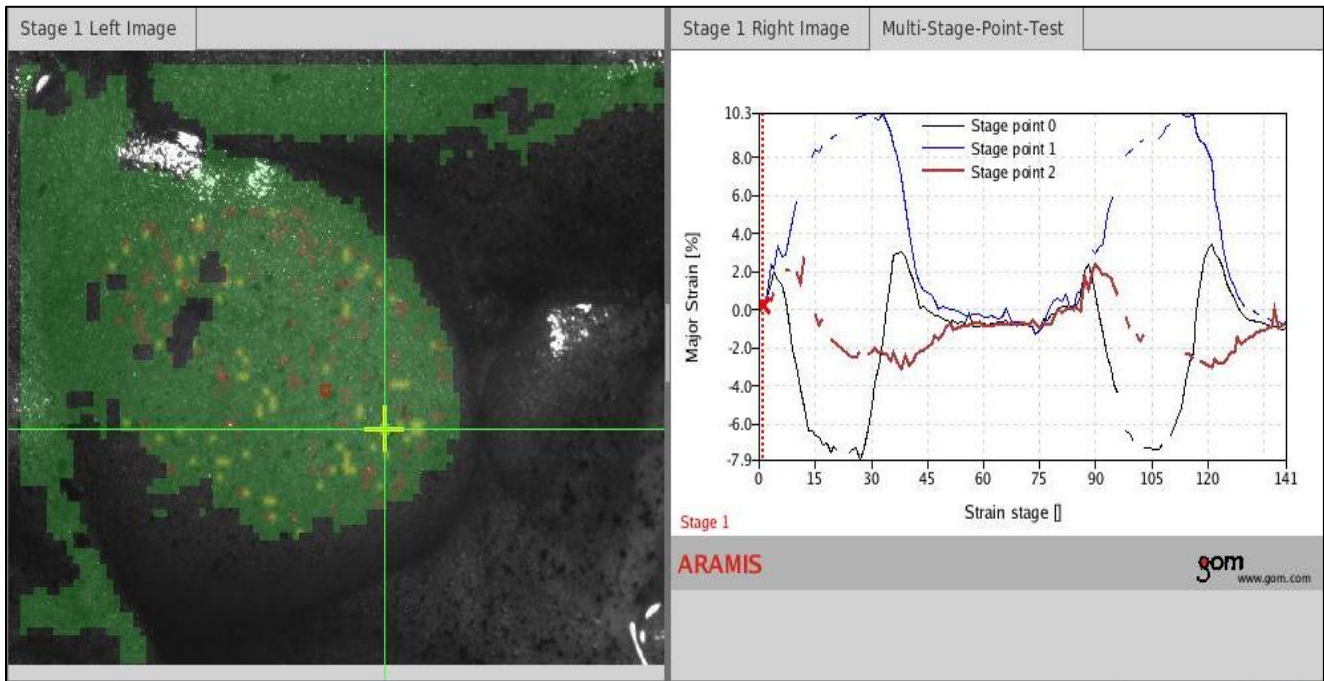 Stage 1 Left Image
Stage 1 Right Image
Multi-Stage-Point-Test
10.3
8.0
6.0
4.0
2.0
0.0
-2.0
-4.0
-6.0
-7.9
Major Strain [%]
Stage point 0
Stage point 1
Stage point 2
0 15 30 45 60 75 90 105 120 141
Strain stage []
Stage 1
ARAMIS
gom
www.gom.com